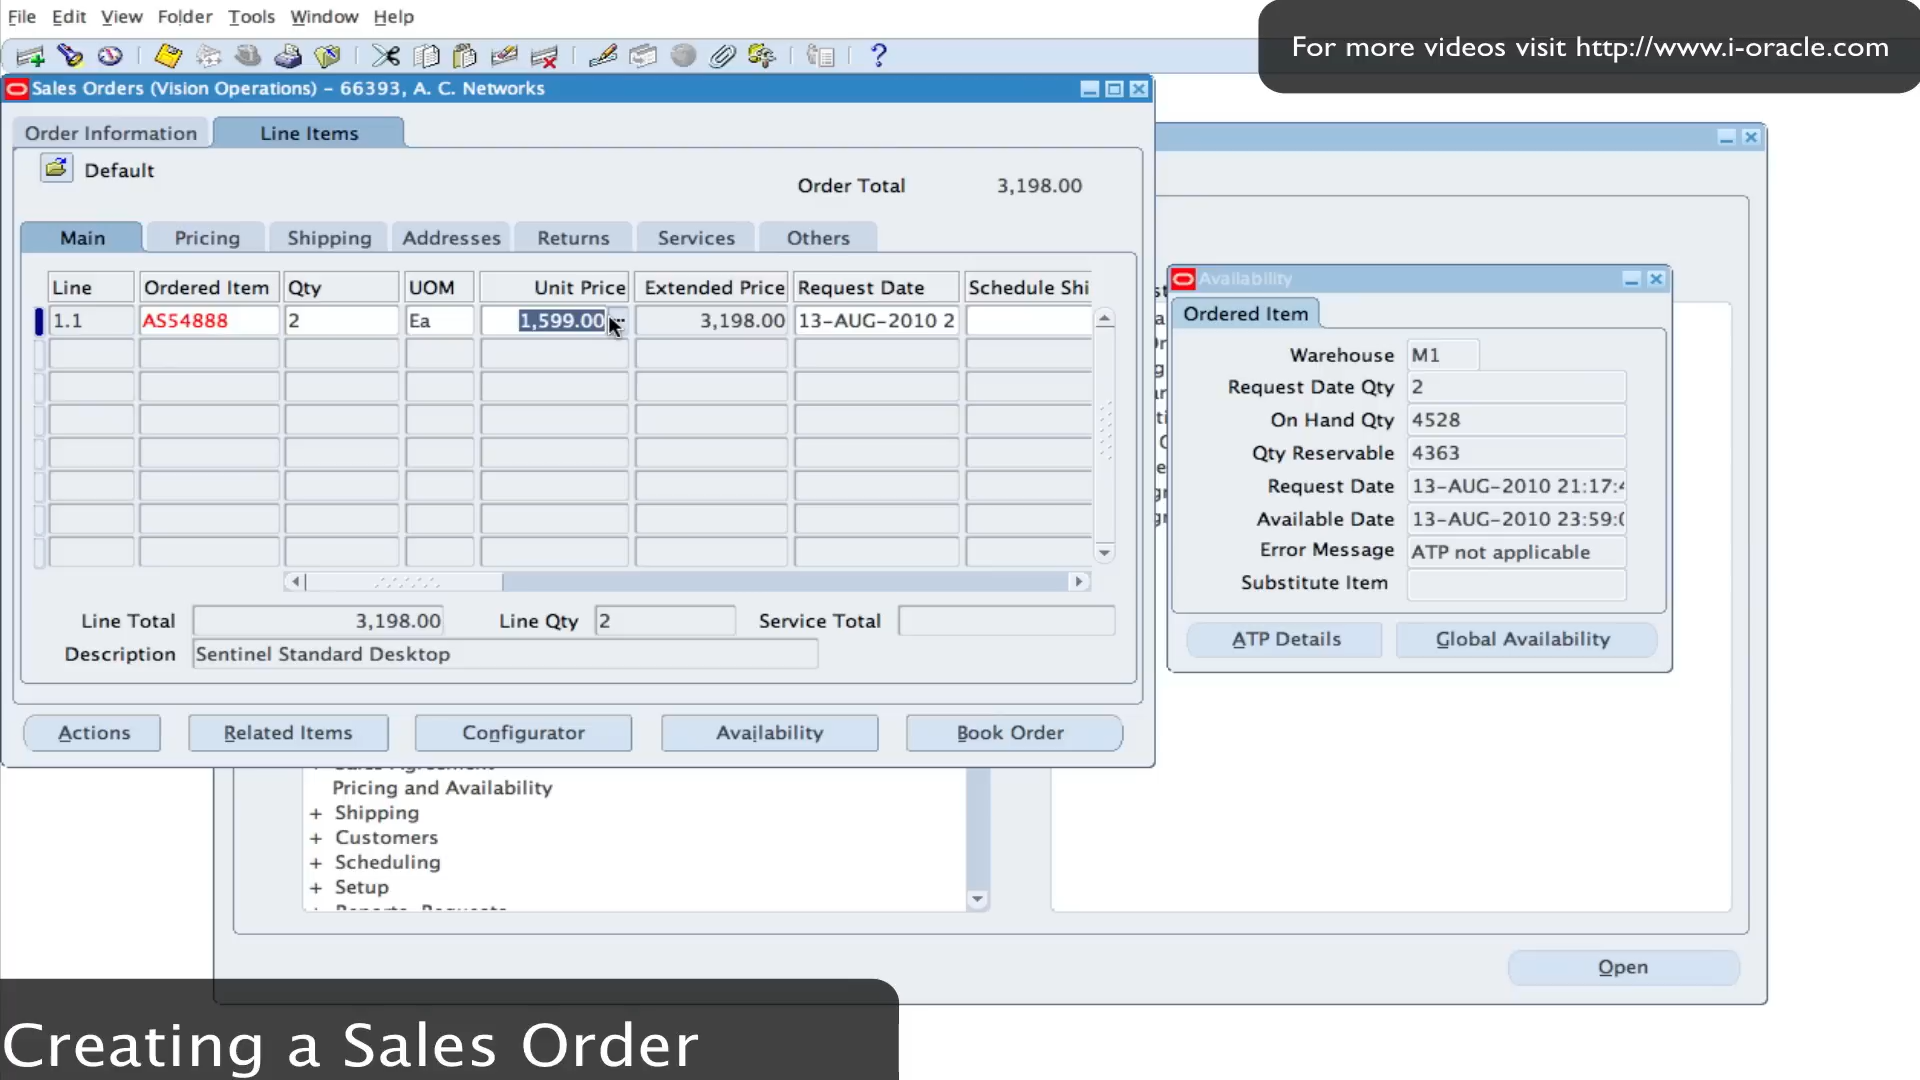 File Edit View Folder Tools Window Help
For more videos visit http://www.i-oracle.com
Sales Orders (Vision Operations) – 66393, A. C. Networks
Order Information Line Items
Default
Order Total 3,198.00
Main Pricing Shipping Addresses Returns Services Others
Line Ordered Item Qty UOM Unit Price Extended Price Request Date Schedule Shi
1.1 AS54888 2 Ea 1,599.00 3,198.00 13-AUG-2010 2
Line Total 3,198.00 Line Qty 2 Service Total
Description Sentinel Standard Desktop
Actions Related Items Configurator Availability Book Order
Availability
Ordered Item
Warehouse M1
Request Date Qty 2
On Hand Qty 4528
Qty Reservable 4363
Request Date 13-AUG-2010 21:17:4
Available Date 13-AUG-2010 23:59:0
Error Message ATP not applicable
Substitute Item
ATP Details Global Availability
Pricing and Availability
+ Shipping
+ Customers
+ Scheduling
+ Setup
Open
Creating a Sales Order